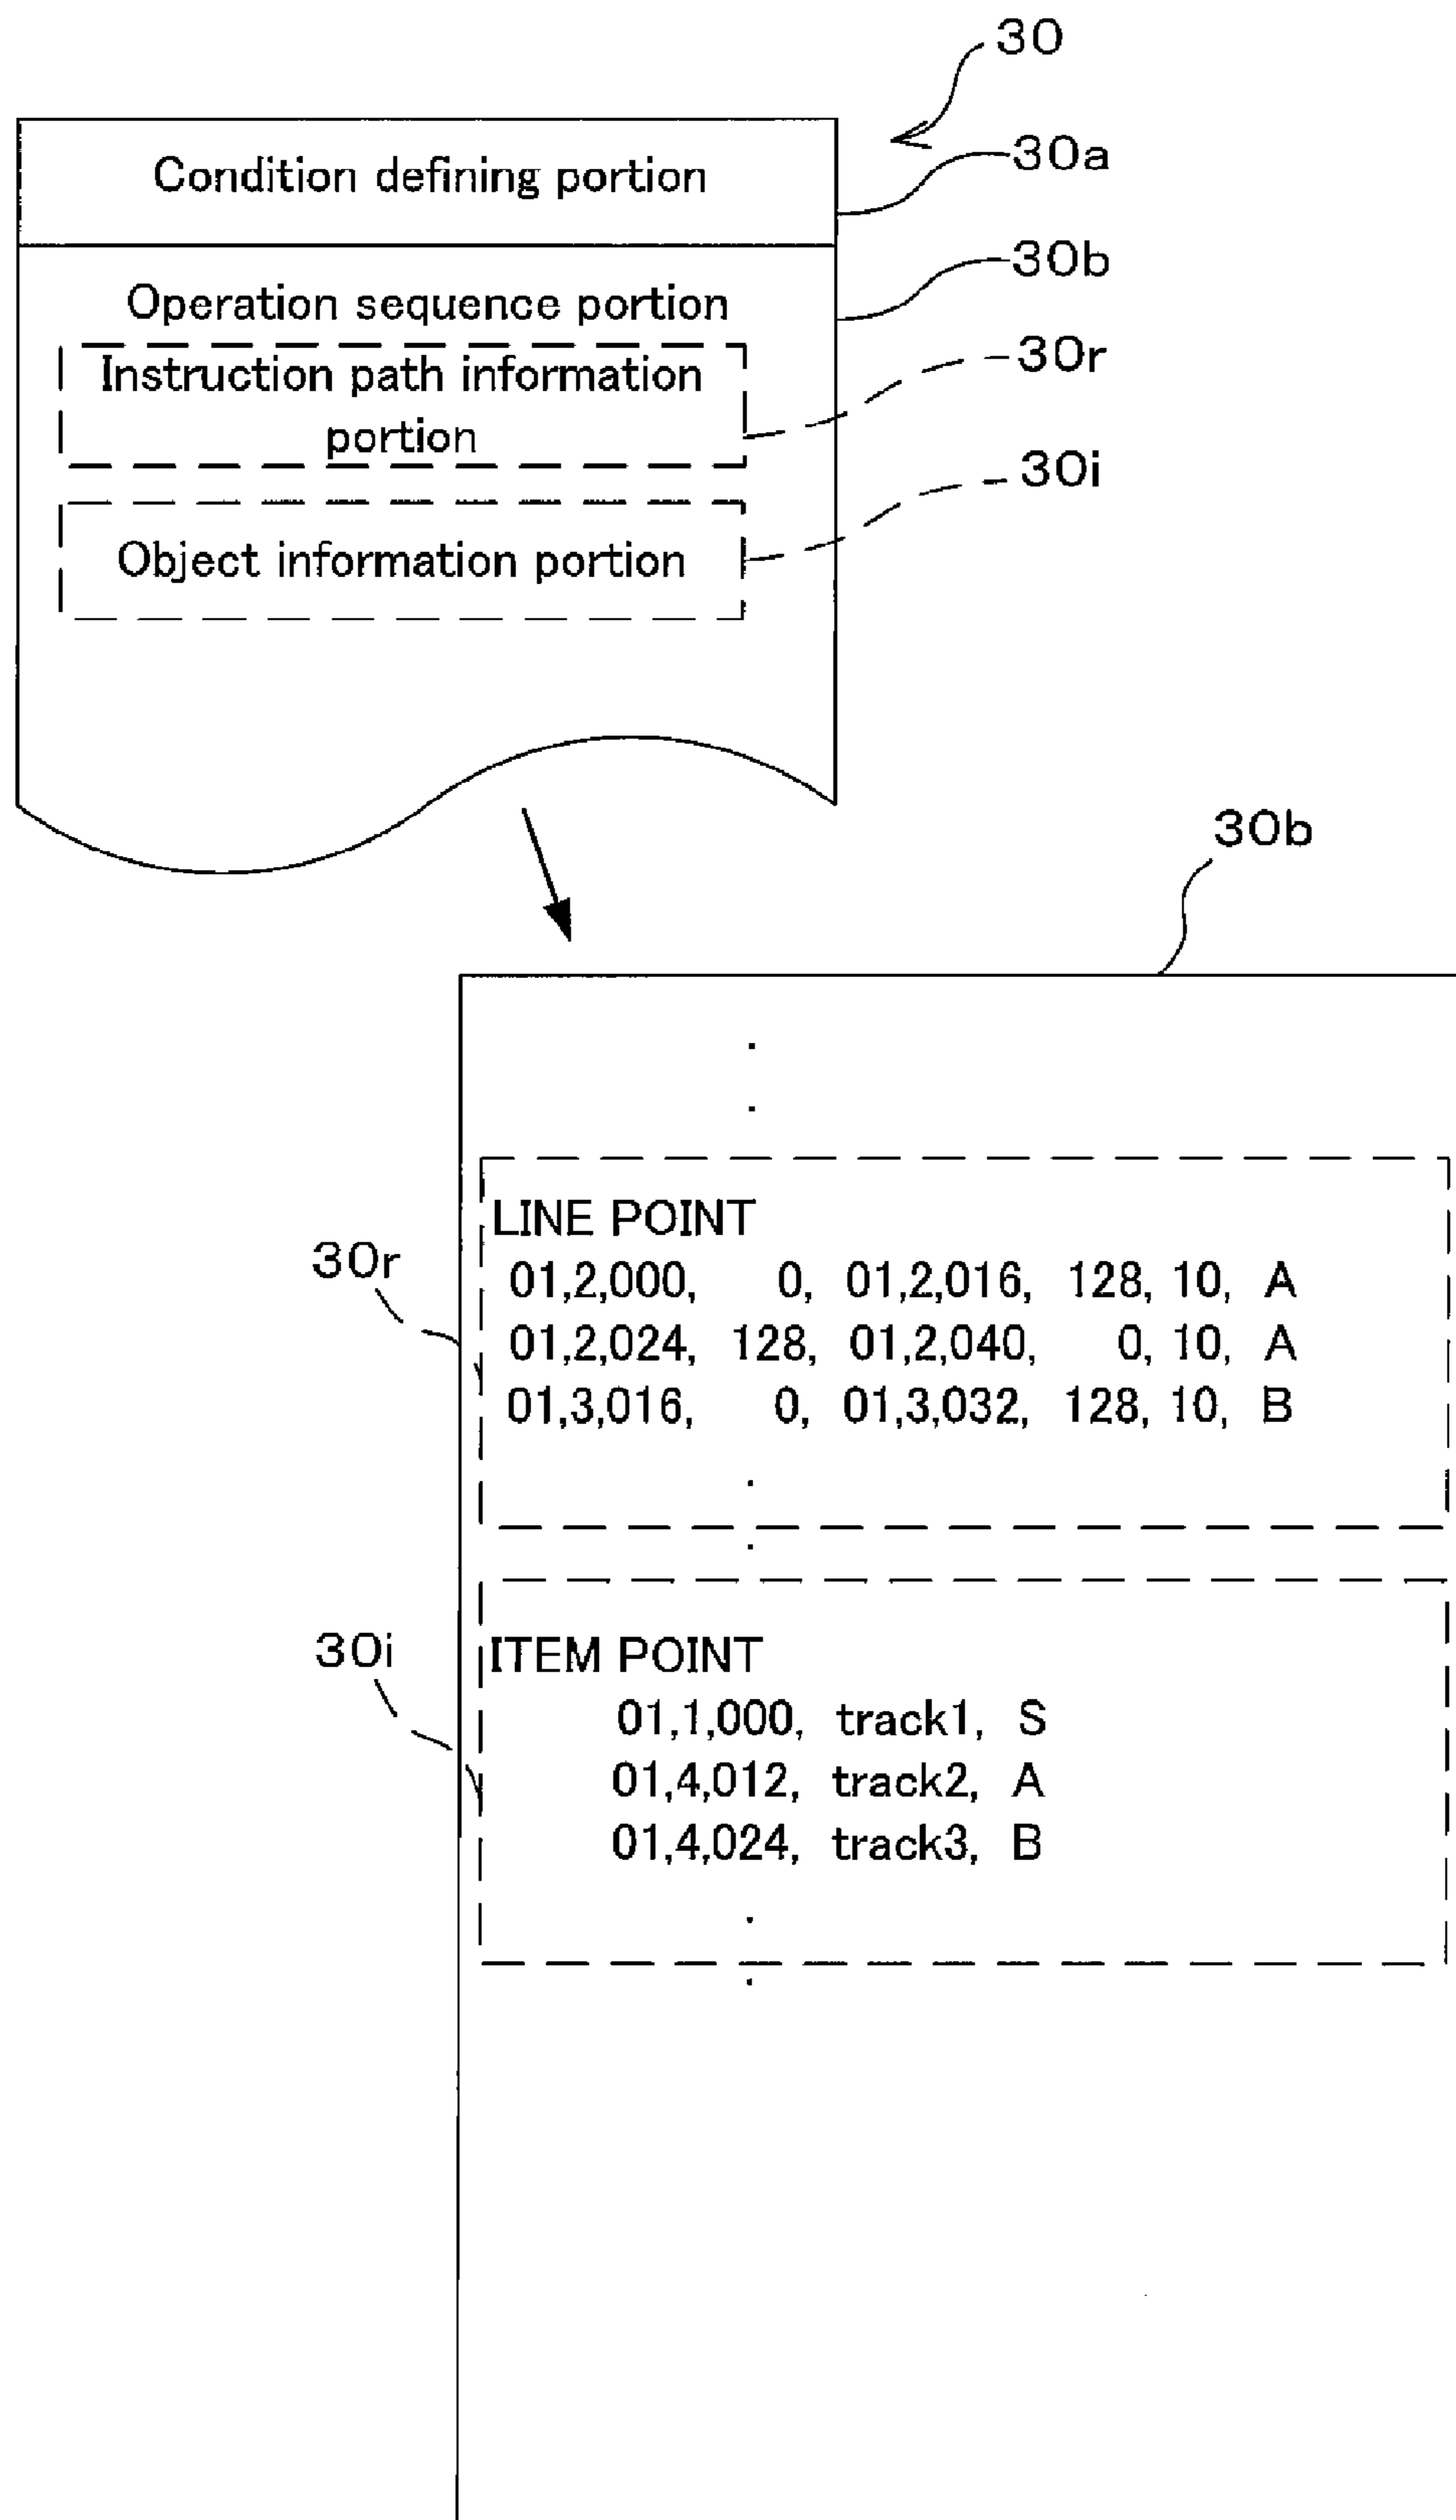 30
Condition defining portion
30a
30b
Operation sequence portion
Instruction path information
portion
30r
30i
Object information portion
30b
LINE POINT
30r
01,2,000, 0, 01,2,016, 128, 10, A
01,2,024, 128, 01,2,040, 0, 10, A
01,3,016, 0, 01,3,032, 128, 10, B
30i
ITEM POINT
01,1,000, track1, S
01,4,012, track2, A
01,4,024, track3, B